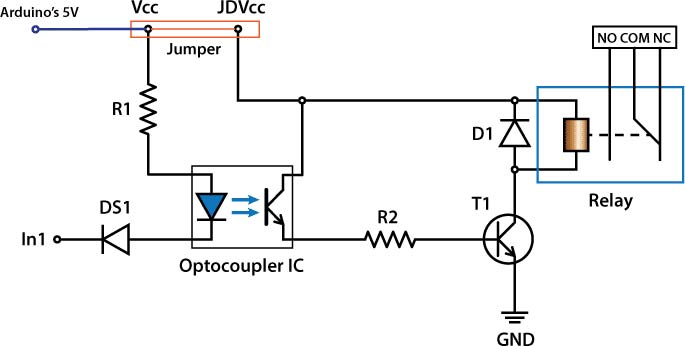 Arduino's 5V
Vcc
JDVcc
Jumper
NO COM NC
R1
D1
Relay
DS1
In1
Optocoupler IC
R2
T1
GND